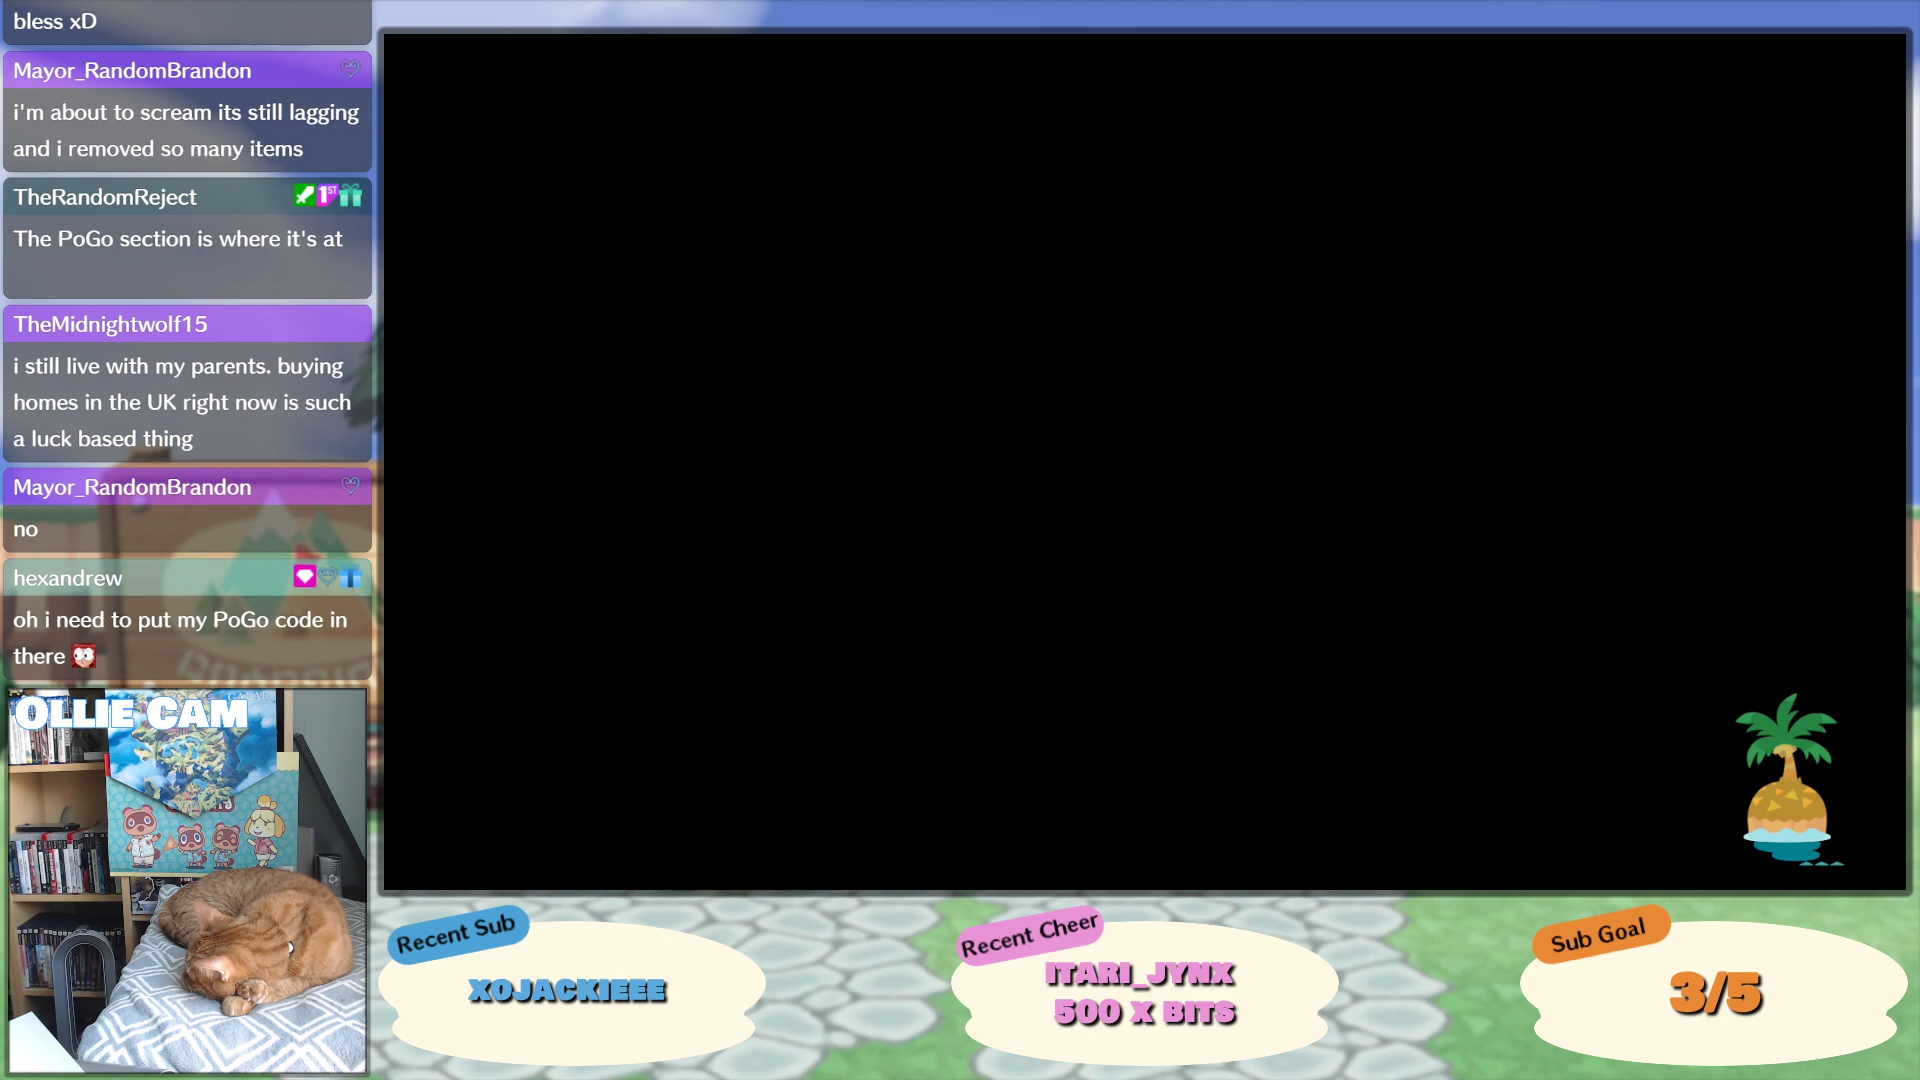 bless xD
Mayor_RandomBrandon
i'm about to scream its still lagging
and i removed so many items
TheRandomReject
1ST
The PoGo section is where it's at
TheMidnightwolf15
i still live with my parents. buying
homes in the UK right now is such
a luck based thing
Mayor_RandomBrandon
no
hexandrew
oh i need to put my PoGo code in
there
Ollie Cam
Recent Sub
xojackieee
Recent Cheer
Itari_Jynx
500 x bits
Sub Goal
3/5